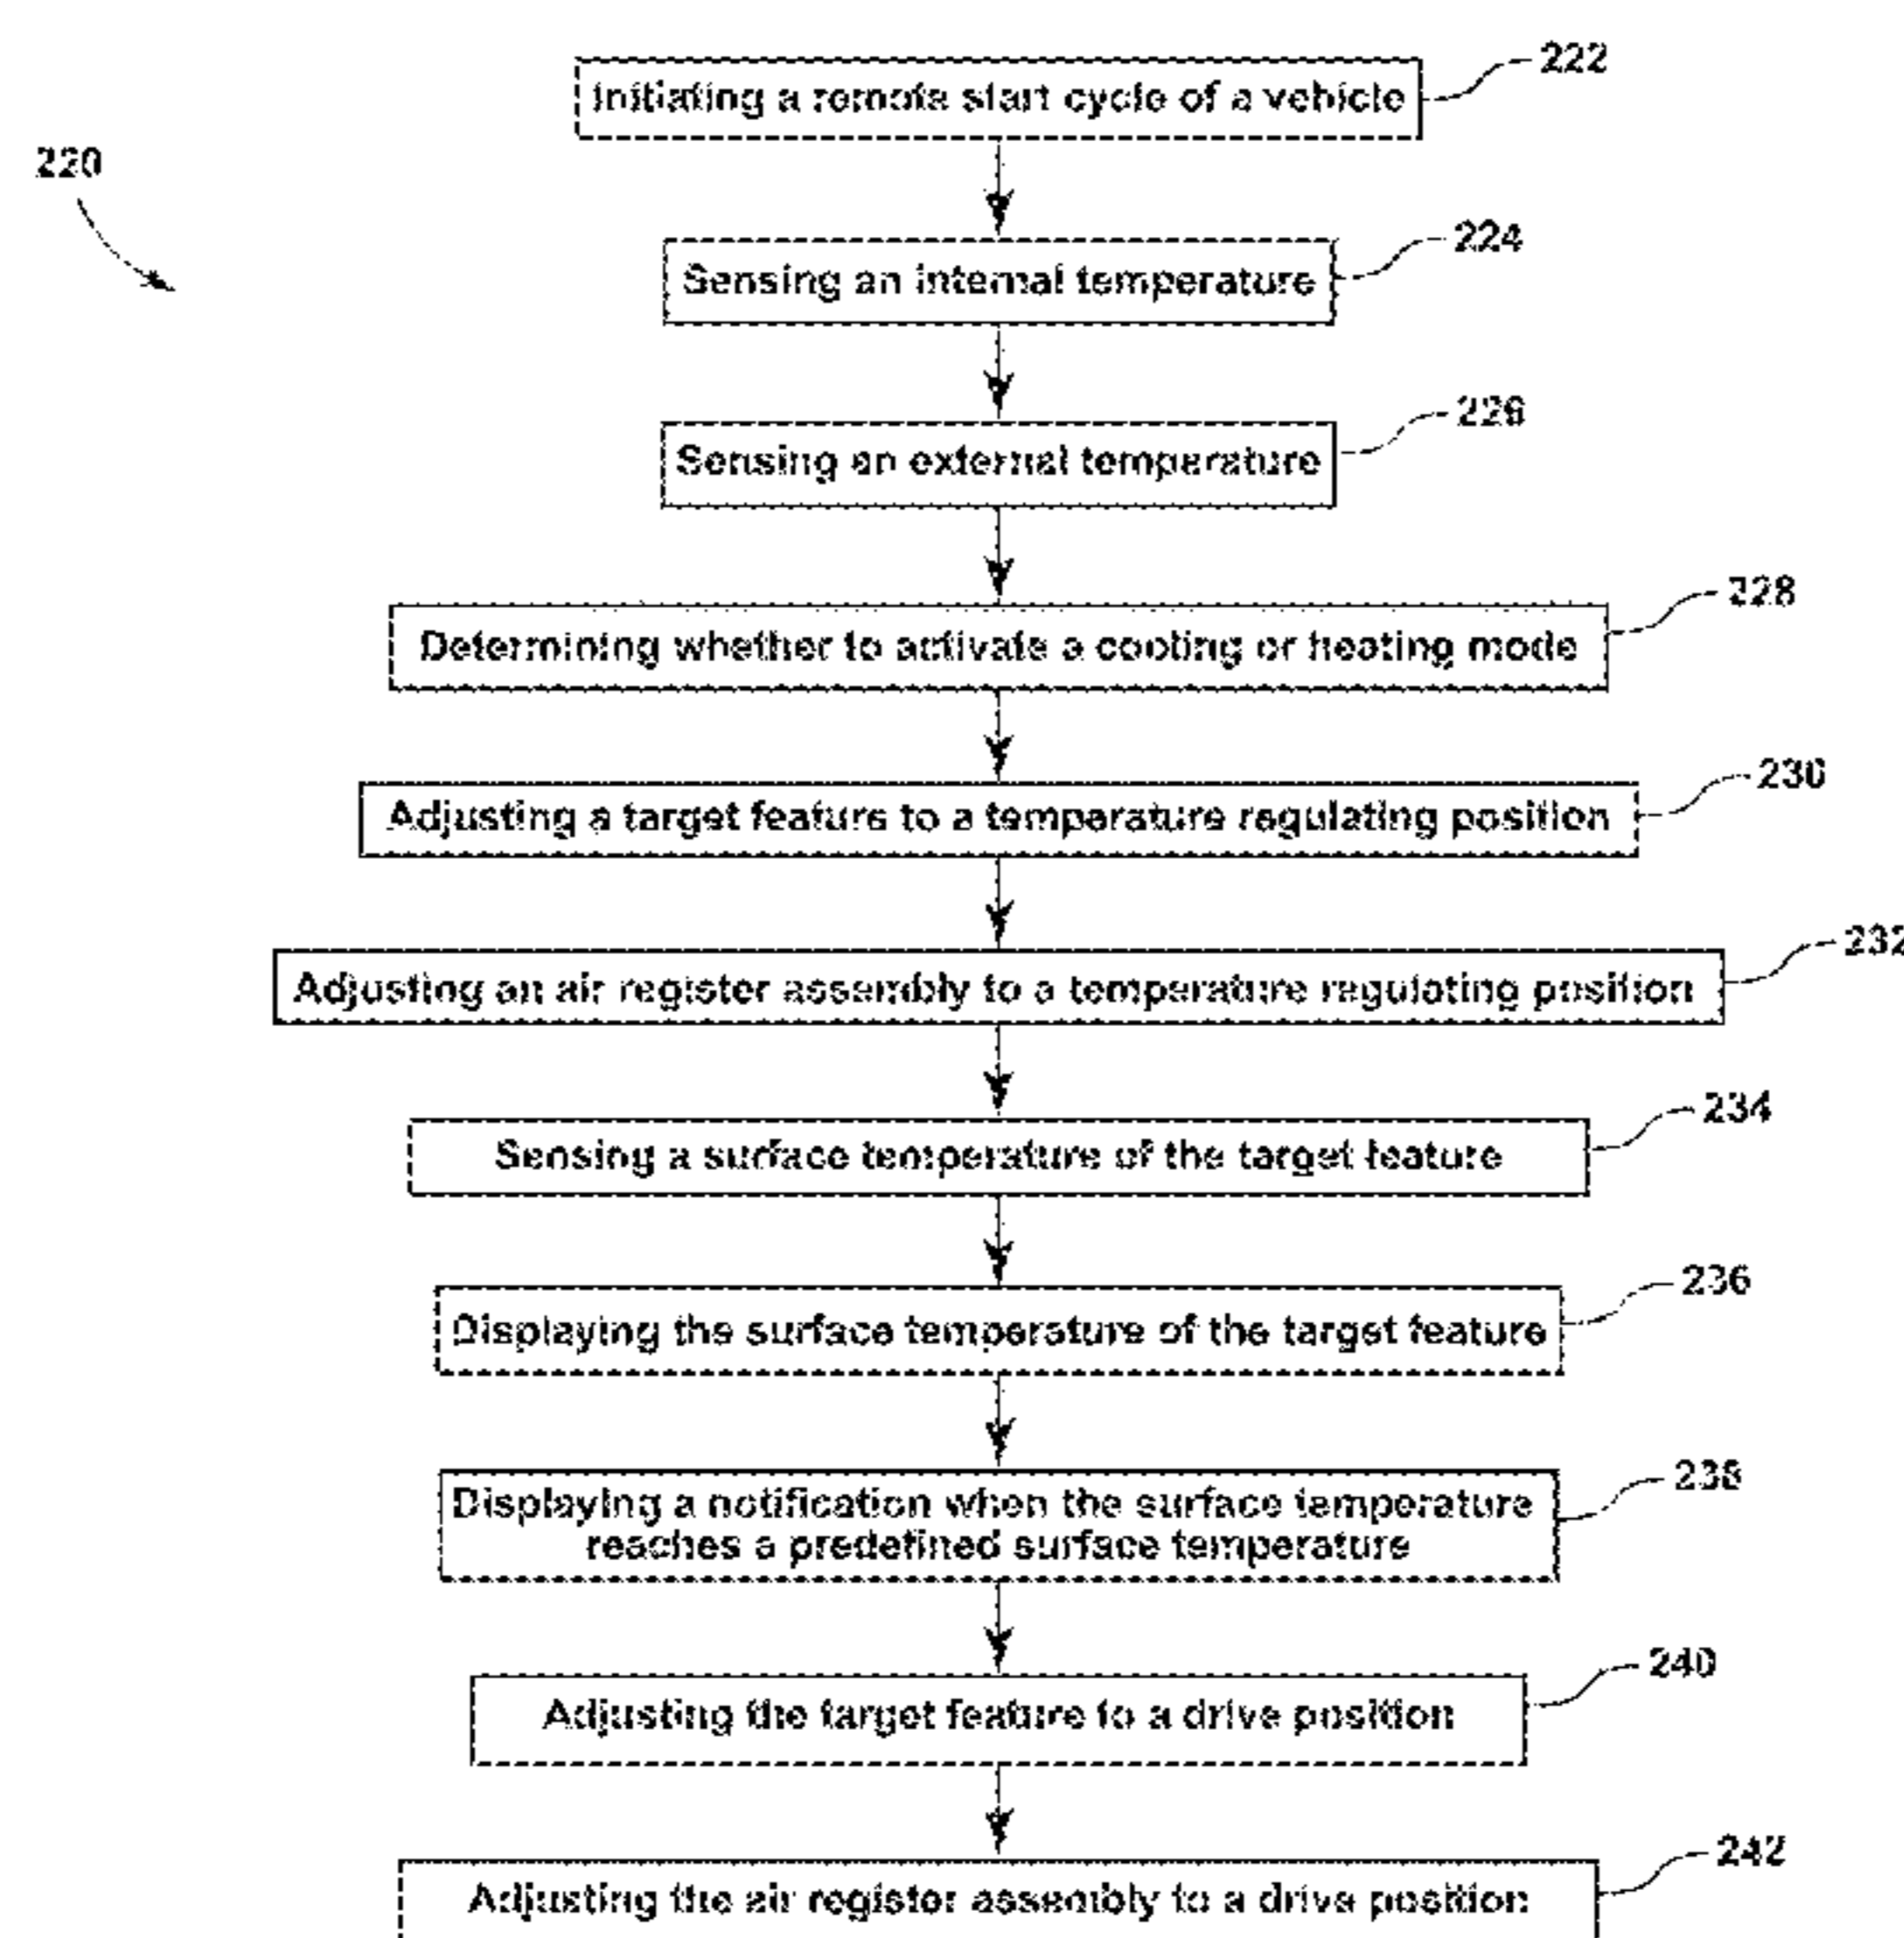 222
Initiating a remote start cycle of a vehicle
220
224
Sensing an internal temperature
226
Sensing an external temperature
228
Determining whether to activate a cooling or heating mode
230
Adjusting a target feature to a temperature regulating position
232
Adjusting an air register assembly to a temperature regulating position
234
Sensing a surface temperature of the target feature
236
Displaying the surface temperature of the target feature
238
Displaying a notification when the surface temperature
reaches a predefined surface temperature
240
Adjusting the target feature to a drive position
242
Adjusting the air register assembly to a drive position